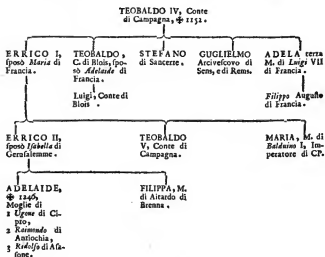 TEOBALDO IV, Conte
di Campagna, ✠ 1152.
ERRICO I,
sposò Maria di
Francia.
TEOBALDO,
C. di Blois, spo-
sò Adelaide di
Francia
Luigi, Conte di
Blois.
STEFANO
di Sancerre.
GUGLIELMO
Arcivescovo di
Sens, e di Rems.
ADELA terza
M. di Luigi VII
di Francia.
Filippo Augusto
di Francia.
ERRICO II,
sposò Isabella di
Gerusalemme.
TEOBALDO
V, Conte di
Campagna.
MARIA, M. di
Balduino I, Im-
peratore di CP.
ADELAIDE,
✠ 1246,
Moglie di
1 Ugone di Ci-
pro,
2 Raimondo di
Antiochia,
3 Ridolfo di Sas-
sone.
FILIPPA, M.
di Airardo di
Brenna.